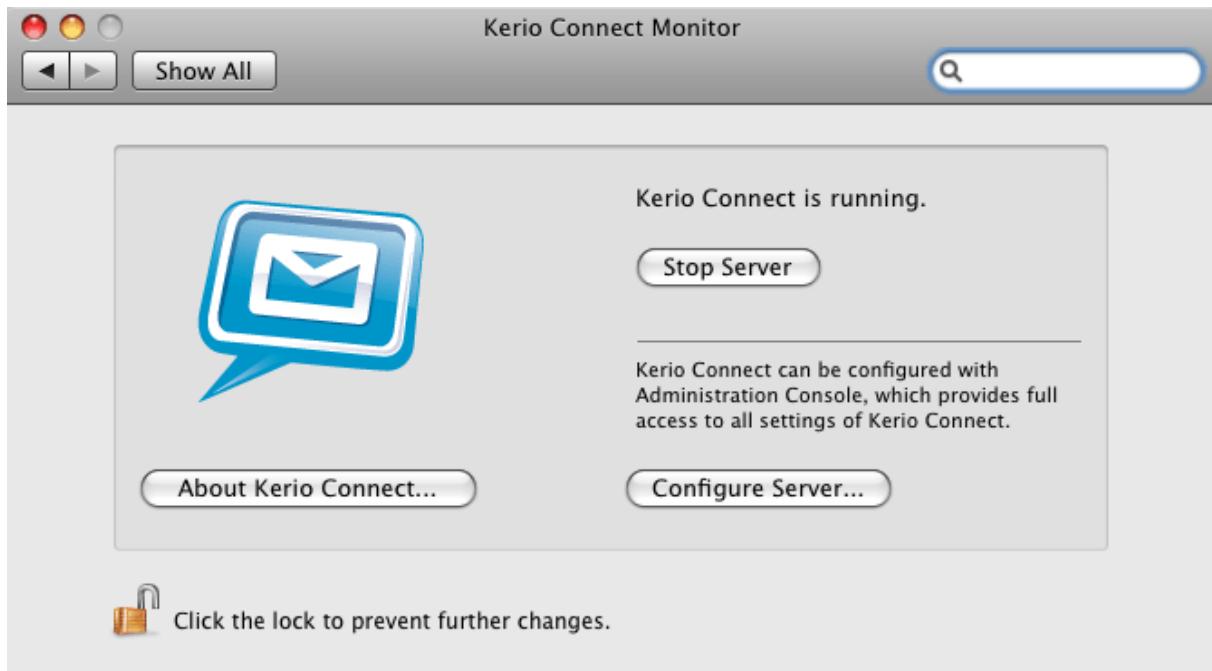 Kerio Connect Monitor
Show All
Kerio Connect is running.
Stop Server
Kerio Connect can be configured with
Administration Console, which provides full
access to all settings of Kerio Connect.
About Kerio Connect...
Configure Server...
Click the lock to prevent further changes.